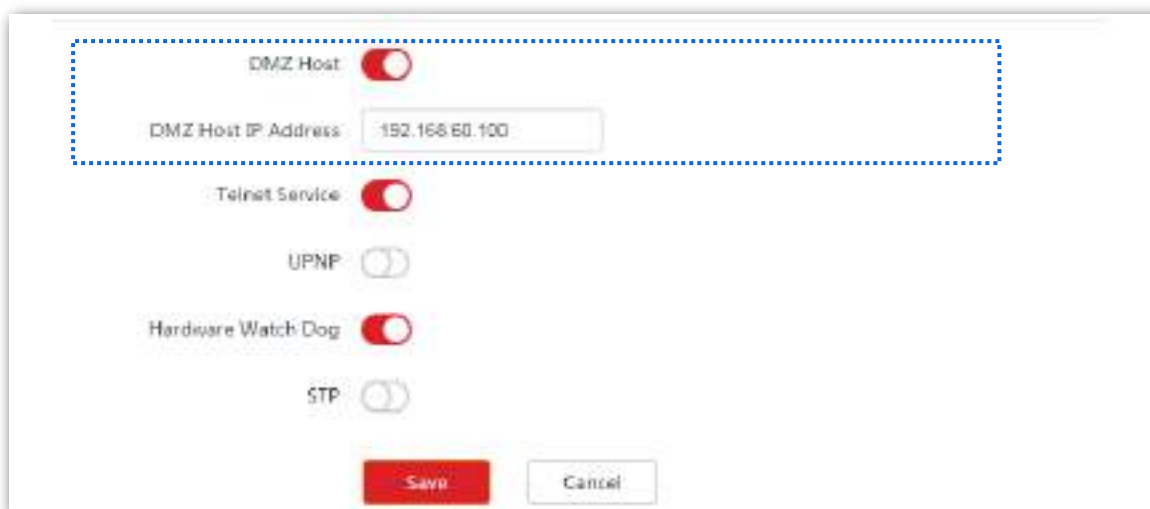 DMZ Host
DMZ Host IP Address 192.168.60.100
Telnet Service
UPNP
Hardware Watch Dog
STP
Save Cancel